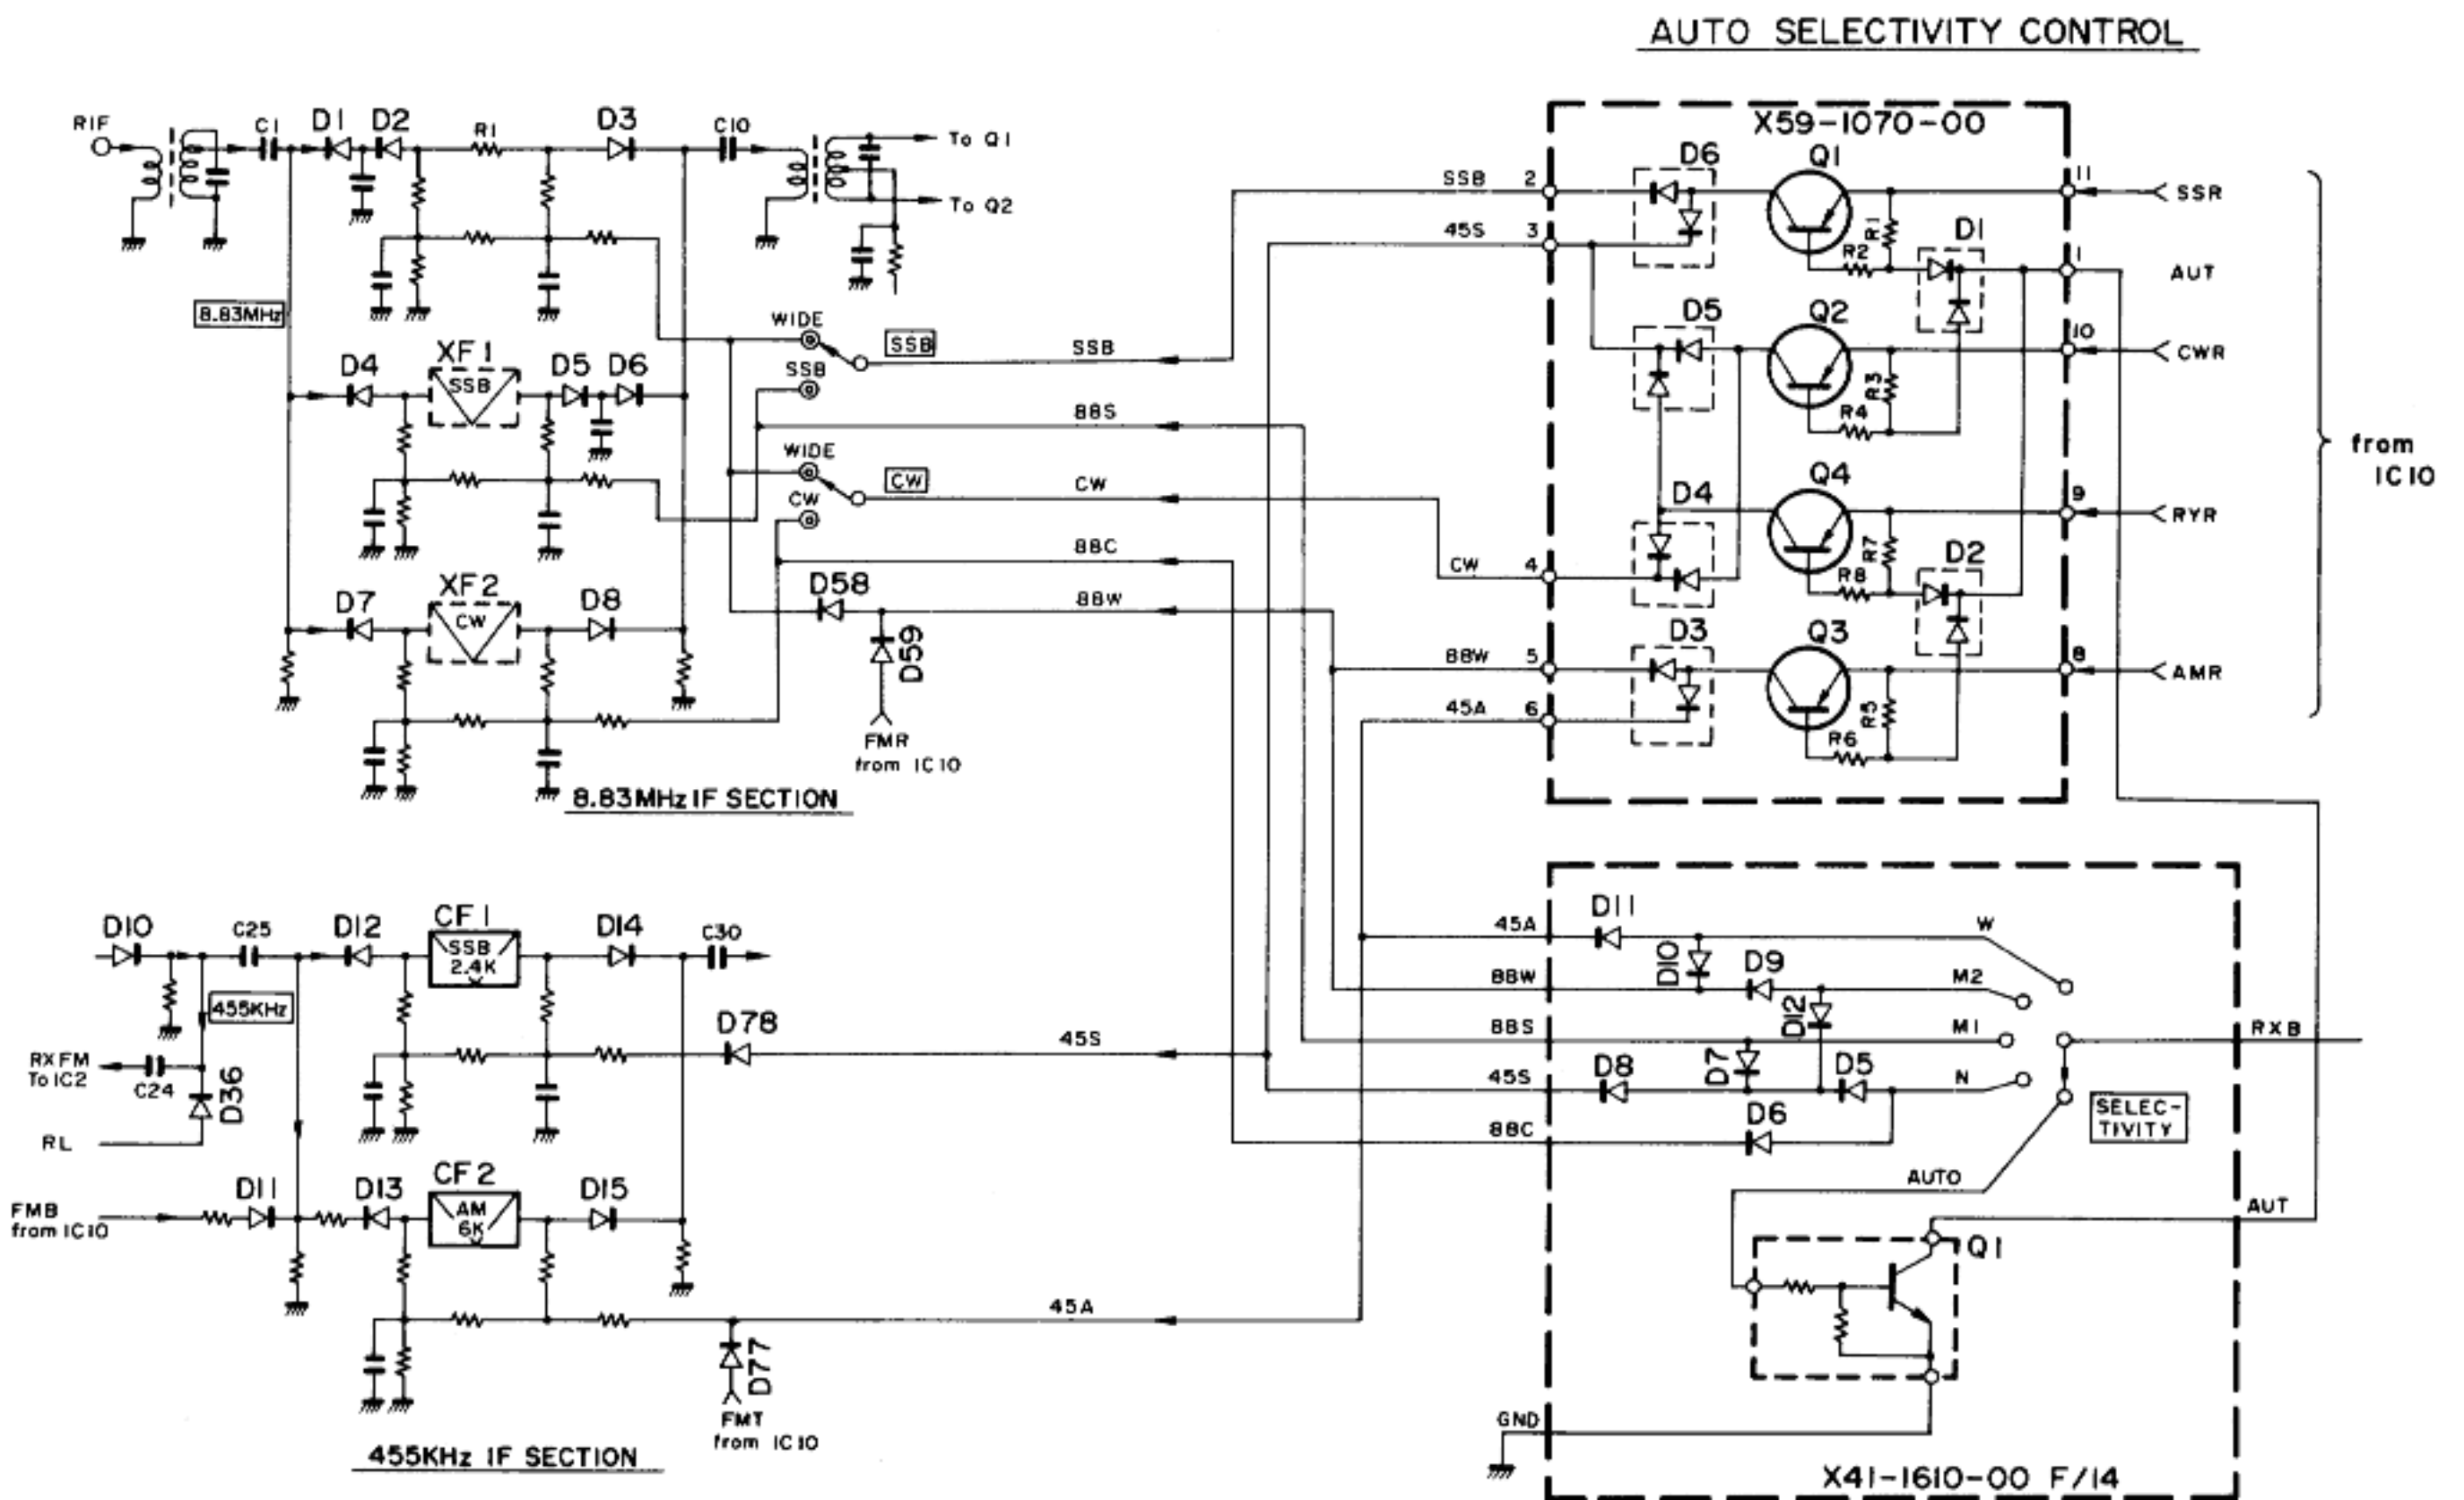 AUTO SELECTIVITY CONTROL
RIF
C1
D1
D2
R1
D3
C10
To Q1
To Q2
8.83MHz
D4
XF1
SSB
D5
D6
D7
XF2
CW
D8
WIDE
SSB
SSB
WIDE
CW
CW
SSB
88S
CW
88C
88W
D58
D59
FMR
from IC10
8.83MHz IF SECTION
X59-1070-00
SSB 2
45S 3
CW 4
88W 5
45A 6
D6
Q1
R1
R2
D1
D5
Q2
R3
R4
D4
Q4
R7
R8
D2
D3
Q3
R5
R6
11
SSR
1
AUT
10
CWR
9
RYR
8
AMR
from
IC10
D10
C25
D12
CF1
SSB
2.4K
D14
C30
455KHz
RXFM
To IC2
C24
D36
D78
45S
RL
FMB
from IC10
D11
D13
CF2
AM
6K
D15
45A
D77
FMT
from IC10
455KHz IF SECTION
45A
D11
W
D10
88W
D9
M2
D12
88S
M1
RXB
D7
45S
D8
D5
N
88C
D6
SELEC-
TIVITY
AUTO
AUT
Q1
GND
X41-1610-00 F/14